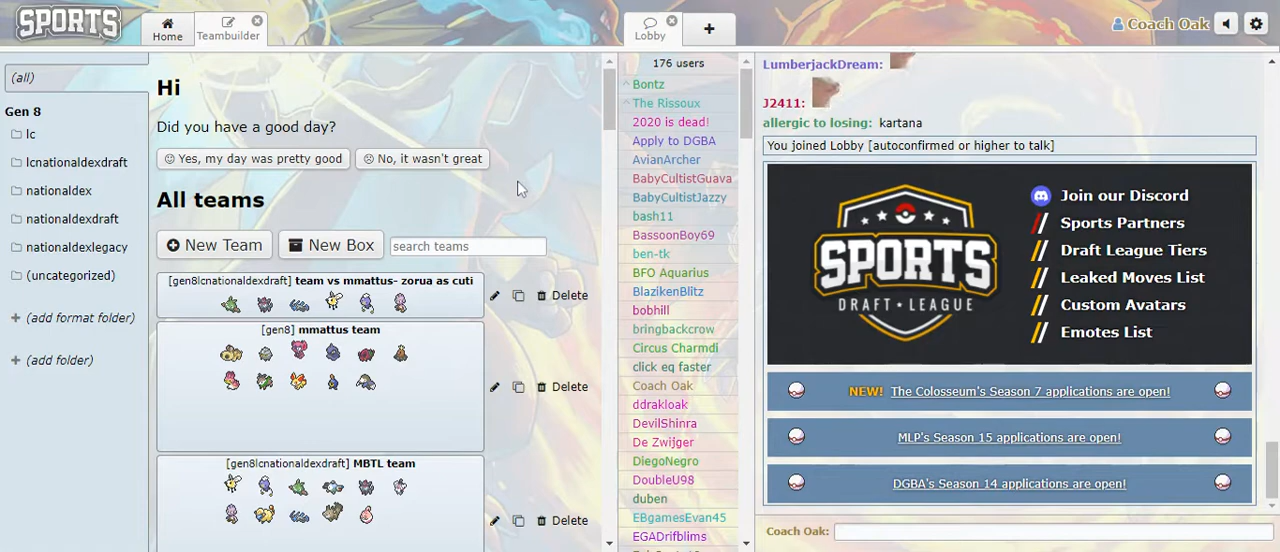 SPORTS
Home
Teambuilder
Lobby
Coach Oak
(all)
Gen 8
lc
lcnationaldexdraft
nationaldex
nationaldexdraft
nationaldexlegacy
(uncategorized)
(add format folder)
(add folder)
Hi
Did you have a good day?
Yes, my day was pretty good
No, it wasn't great
All teams
New Team
New Box
search teams
[gen8lcnationaldexdraft] team vs mmattus- zorua as cuti
Delete
[gen8] mmattus team
Delete
[gen8lcnationaldexdraft] MBTL team
Delete
176 users
^ Bontz
^ The Rissoux
2020 is dead!
Apply to DGBA
AvianArcher
BabyCultistGuava
BabyCultistJazzy
bash11
BassoonBoy69
ben-tk
BFO Aquarius
BlazikenBlitz
bobhill
bringbackcrow
Circus Charmdi
click eq faster
Coach Oak
ddrakloak
DevilShinra
De Zwijger
DiegoNegro
DoubleU98
duben
EBgamesEvan45
EGADrifblims
LumberjackDream:
J2411:
allergic to losing: kartana
You joined Lobby [autoconfirmed or higher to talk]
SPORTS
DRAFT • LEAGUE
Join our Discord
Sports Partners
Draft League Tiers
Leaked Moves List
Custom Avatars
Emotes List
NEW! The Colosseum's Season 7 applications are open!
MLP's Season 15 applications are open!
DGBA's Season 14 applications are open!
Coach Oak: